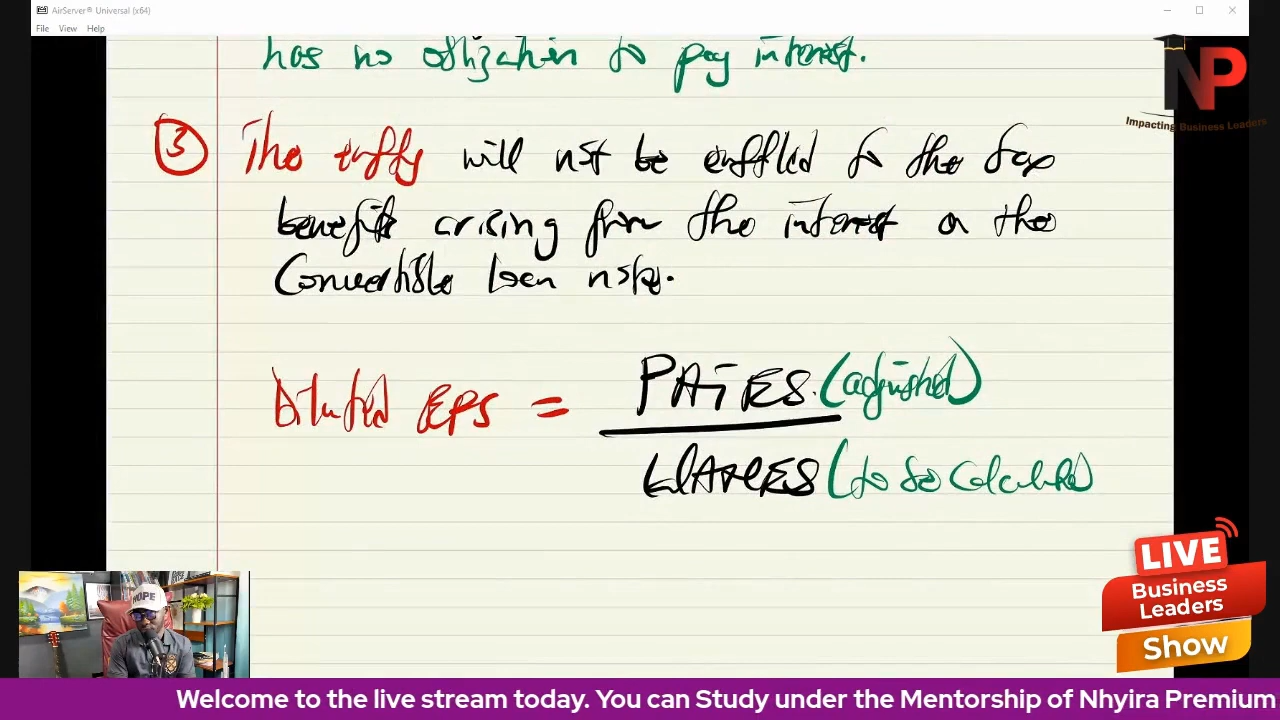 AirServer® Universal (x64)
File View Help
has no obligation to pay interest.
3 The entity will not be entitled to the tax
benefits arising from the interest on the
Convertible loan note.
Diluted EPS = PATES (adjusted)
(to be calculated)
NP
Impacting Business Leaders
HOPE
LIVE
Business
Leaders
Show
Welcome to the live stream today. You can Study under the Mentorship of Nhyira Premium